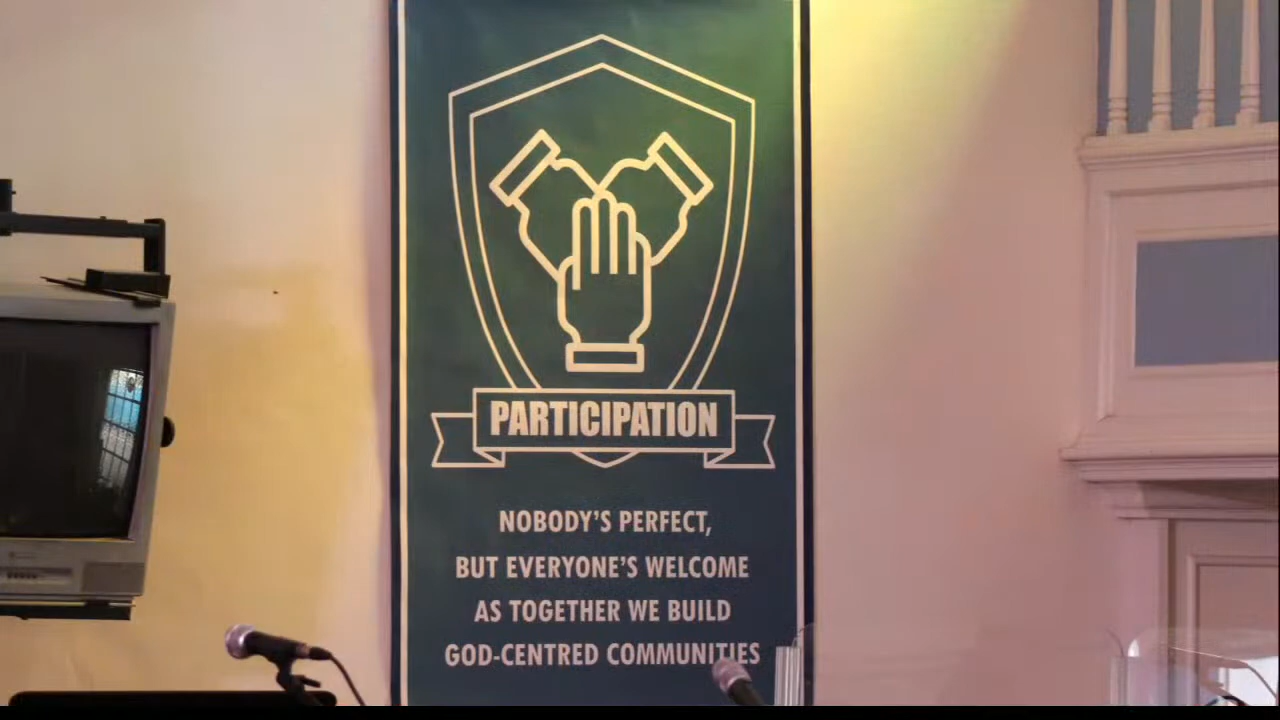 PARTICIPATION
NOBODY'S PERFECT,
BUT EVERYONE'S WELCOME
AS TOGETHER WE BUILD
GOD-CENTRED COMMUNITIES